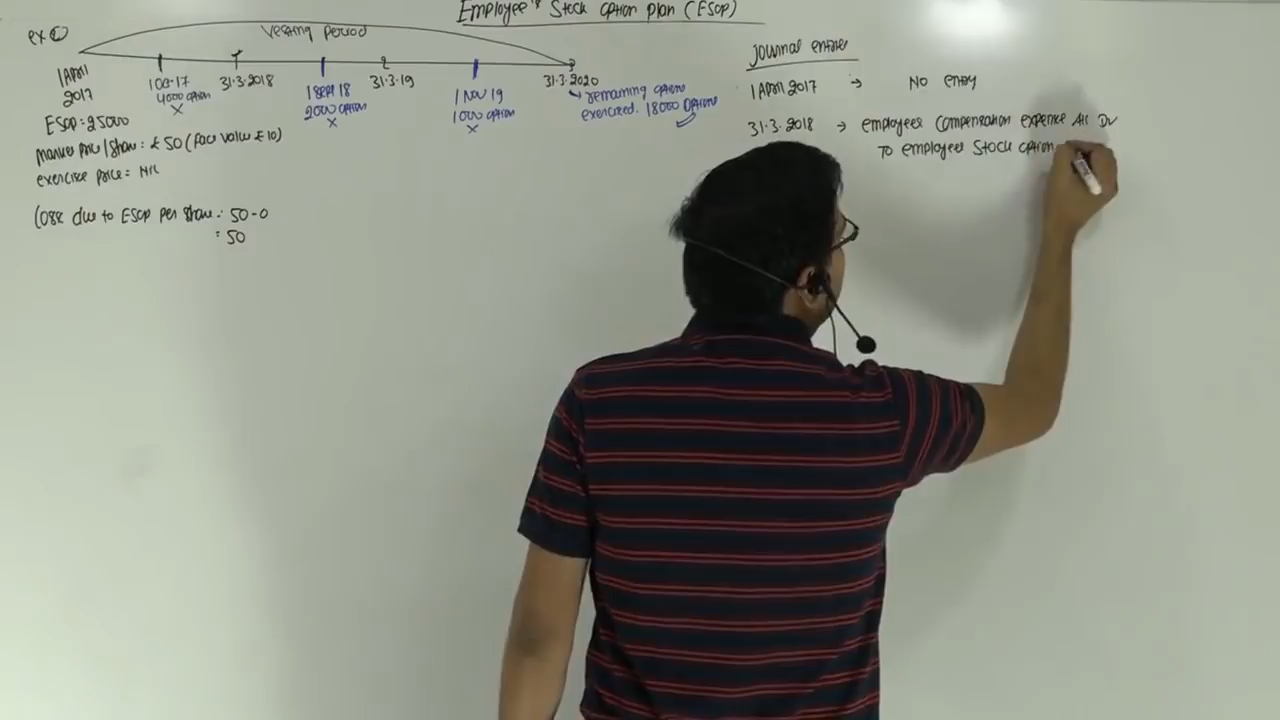 Employee's Stock option plan (ESOP)
ex ①
Vesting period
1 April
2017
1 Oct-17
4000 option
X
31.3.2018
1 Sept 18
2000 option
X
31.3.19
1 Nov 19
1000 option
X
31.3.2020
remaining option
exercised. 18000 options
ESOP = 25000
Market price/share = ₹ 50 (face value ₹ 10)
exercise price = NIL
Cost due to ESOP per share = 50-0
= 50
Journal entries
1 April 2017 → No entry
31.3.2018 → employees compensation expense A/c Dr
To employees stock option